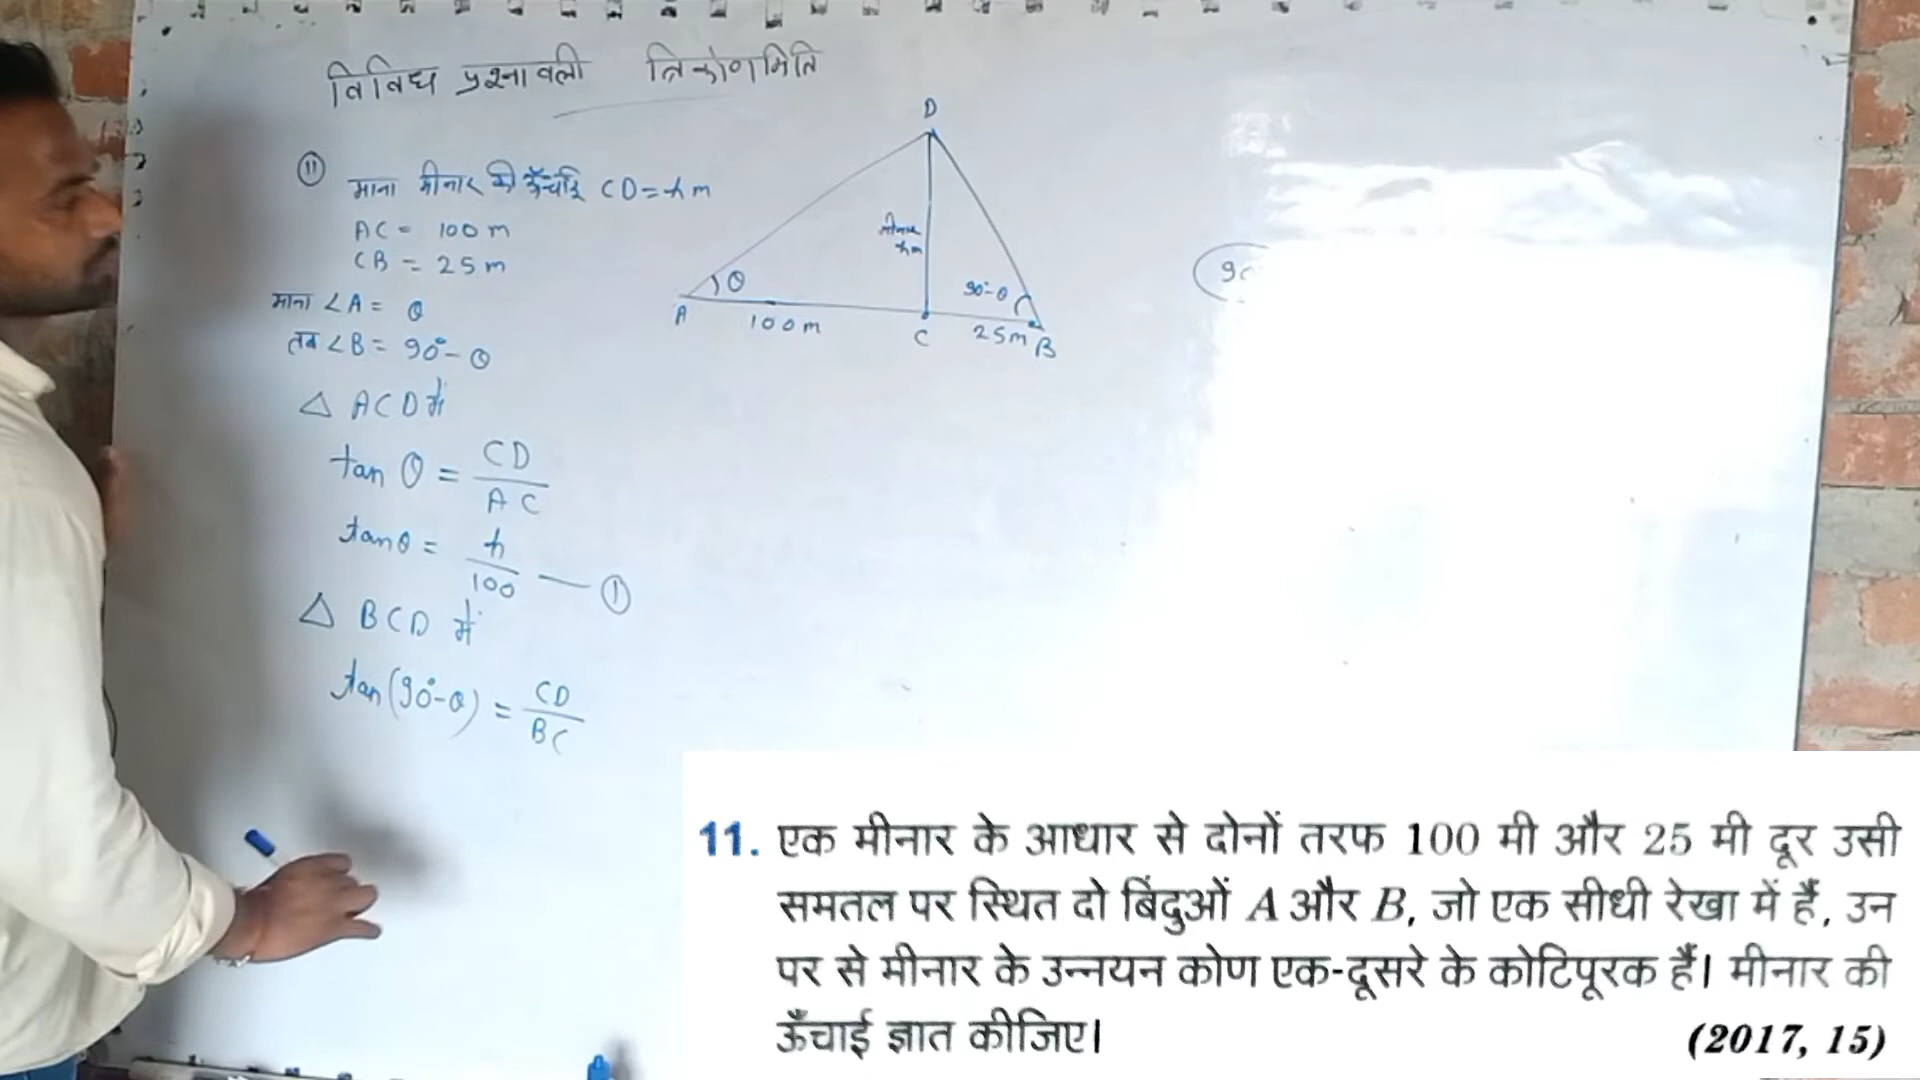 विविध प्रश्नावली त्रिकोणमिति
11
माना मीनार की ऊँचाई CD = h m
AC = 100 m
CB = 25 m
माना ∠A = θ
तब ∠B = 90° - θ
△ ACD में
tan θ = CD / AC
tan θ = h / 100 — ①
△ BCD में
tan(90°-θ) = CD / BC
D
मीनार
h m
θ
90°-θ
A
100 m
C
25 m
B
11. एक मीनार के आधार से दोनों तरफ 100 मी और 25 मी दूर उसी
समतल पर स्थित दो बिंदुओं A और B, जो एक सीधी रेखा में हैं, उन
पर से मीनार के उन्नयन कोण एक-दूसरे के कोटिपूरक हैं। मीनार की
ऊँचाई ज्ञात कीजिए।
(2017, 15)